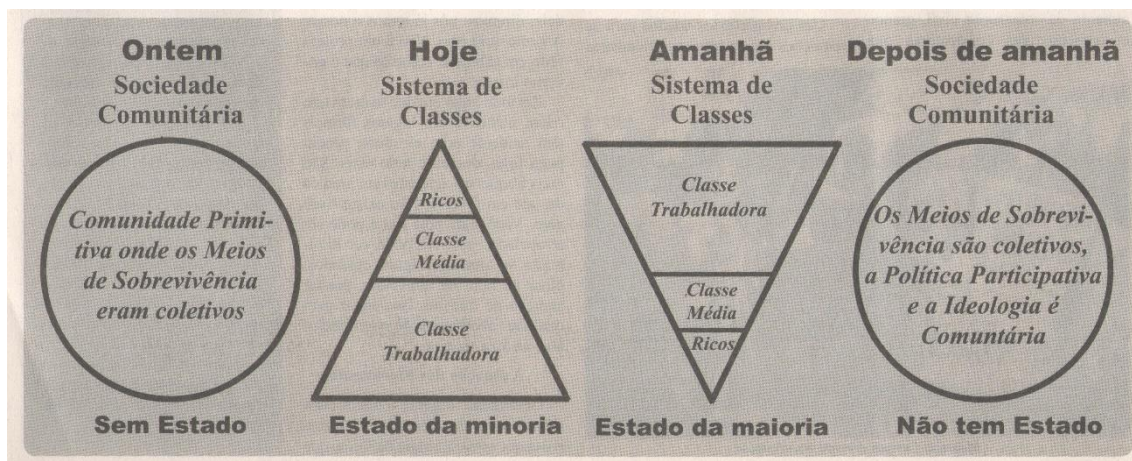 Ontem
Sociedade
Comunitária
Comunidade Primi-
tiva onde os Meios
de Sobrevivência
eram coletivos
Sem Estado
Hoje
Sistema de
Classes
Ricos
Classe
Média
Classe
Trabalhadora
Estado da minoria
Amanhã
Sistema de
Classes
Classe
Trabalhadora
Classe
Média
Ricos
Estado da maioria
Depois de amanhã
Sociedade
Comunitária
Os Meios de Sobrevi-
vência são coletivos,
a Política Participativa
e a Ideologia é
Comuntária
Não tem Estado